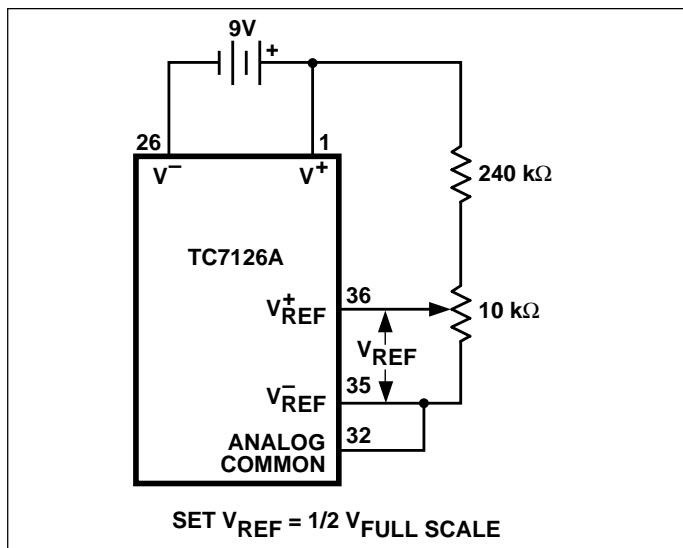 9V
+
26
1
V−
V+
240 kΩ
TC7126A
V+REF
36
10 kΩ
VREF
V−REF
35
ANALOG
32
COMMON
SET VREF = 1/2 VFULL SCALE